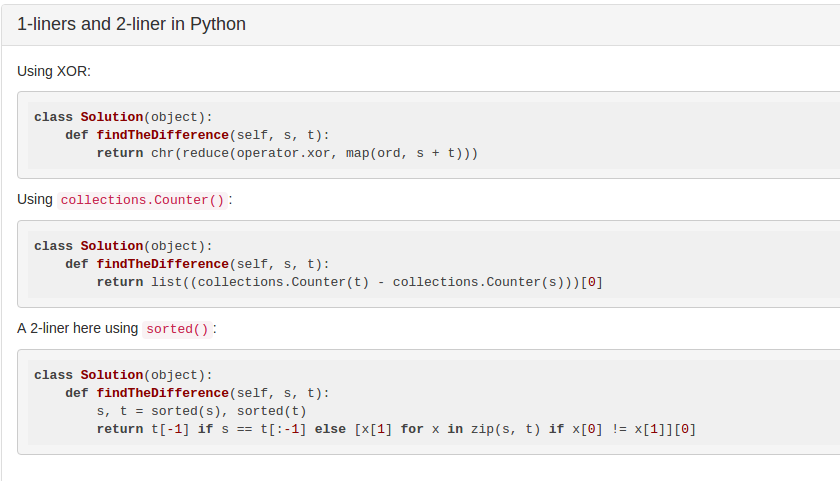 1-liners and 2-liner in Python
Using XOR:
class Solution(object):
    def findTheDifference(self, s, t):
        return chr(reduce(operator.xor, map(ord, s + t)))
Using collections.Counter():
class Solution(object):
    def findTheDifference(self, s, t):
        return list((collections.Counter(t) - collections.Counter(s)))[0]
A 2-liner here using sorted():
class Solution(object):
    def findTheDifference(self, s, t):
        s, t = sorted(s), sorted(t)
        return t[-1] if s == t[:-1] else [x[1] for x in zip(s, t) if x[0] != x[1]][0]